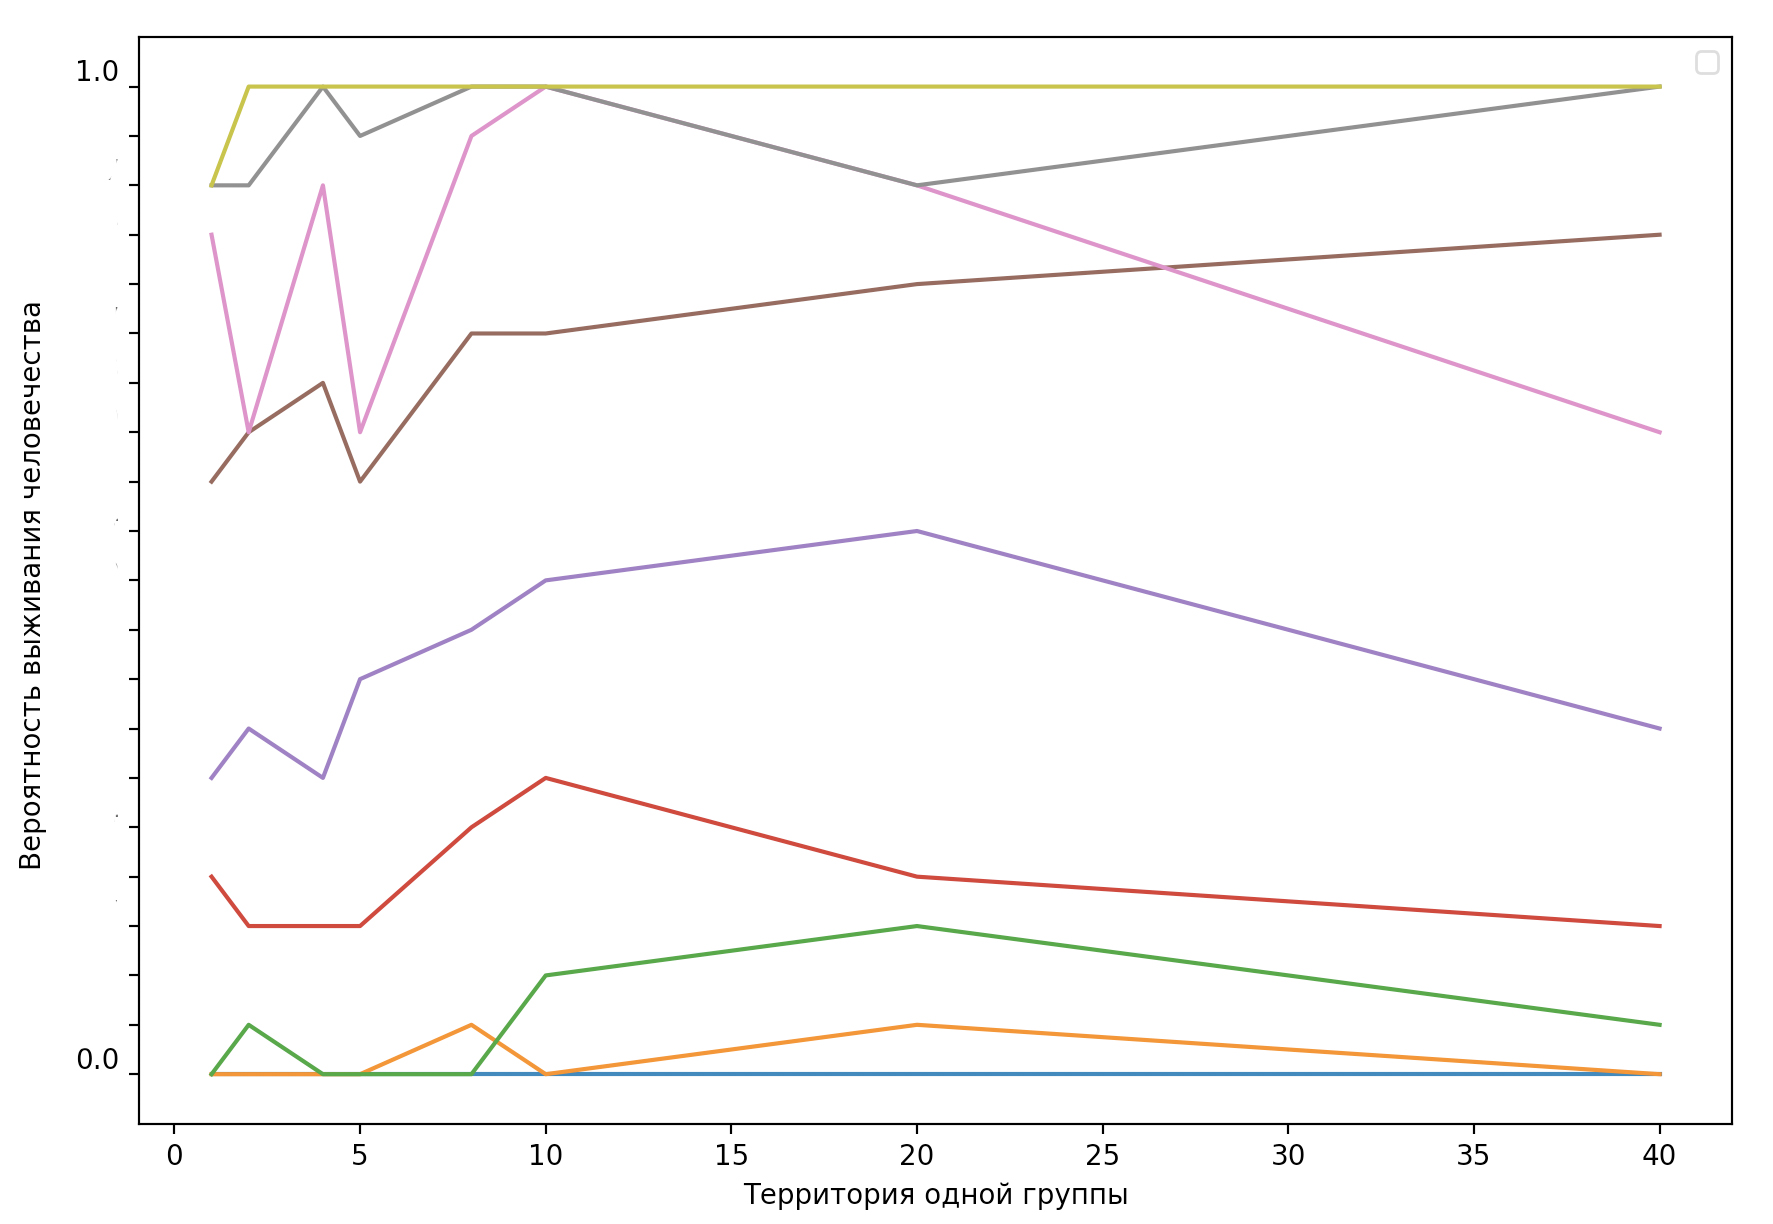 1.0
Вероятность выживания человечества
0.0
0 5 10 15 20 25 30 35 40
Территория одной группы